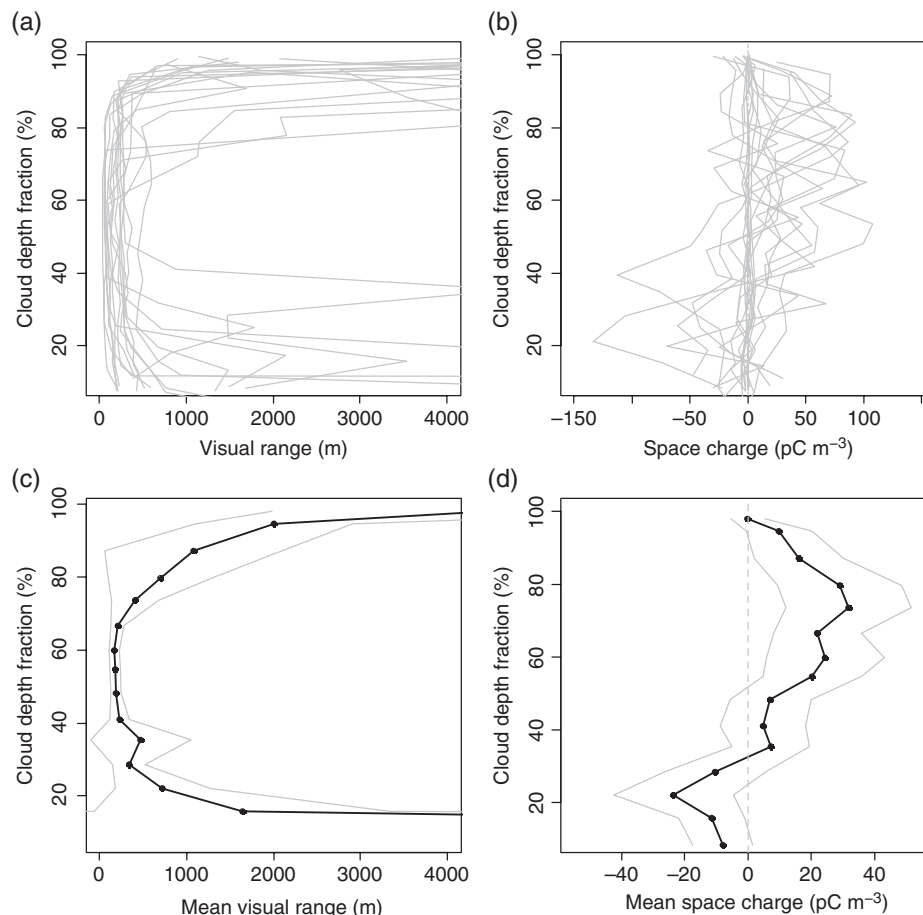 (a)
100
80
60
40
20
Cloud depth fraction (%)
0 1000 2000 3000 4000
Visual range (m)
(b)
100
80
60
40
20
Cloud depth fraction (%)
−150 −50 0 50 100
Space charge (pC m⁻³)
(c)
100
80
60
40
20
Cloud depth fraction (%)
0 1000 2000 3000 4000
Mean visual range (m)
(d)
100
80
60
40
20
Cloud depth fraction (%)
−40 −20 0 20 40
Mean space charge (pC m⁻³)